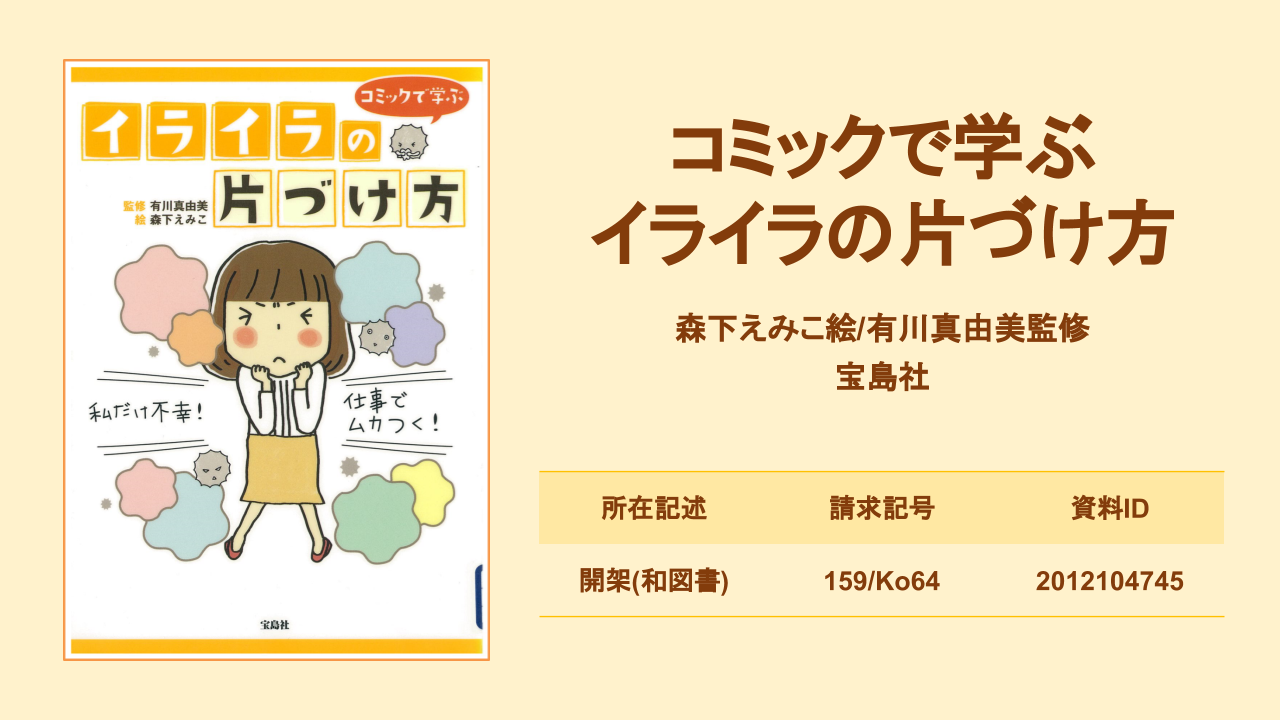 コミックで学ぶ
イライラの
片づけ方
監修 有川真由美
絵 森下えみこ
私だけ不幸!
仕事で
ムカつく!
宝島社
コミックで学ぶ
イライラの片づけ方
森下えみこ絵/有川真由美監修
宝島社
所在記述 請求記号 資料ID
開架(和図書) 159/Ko64 2012104745